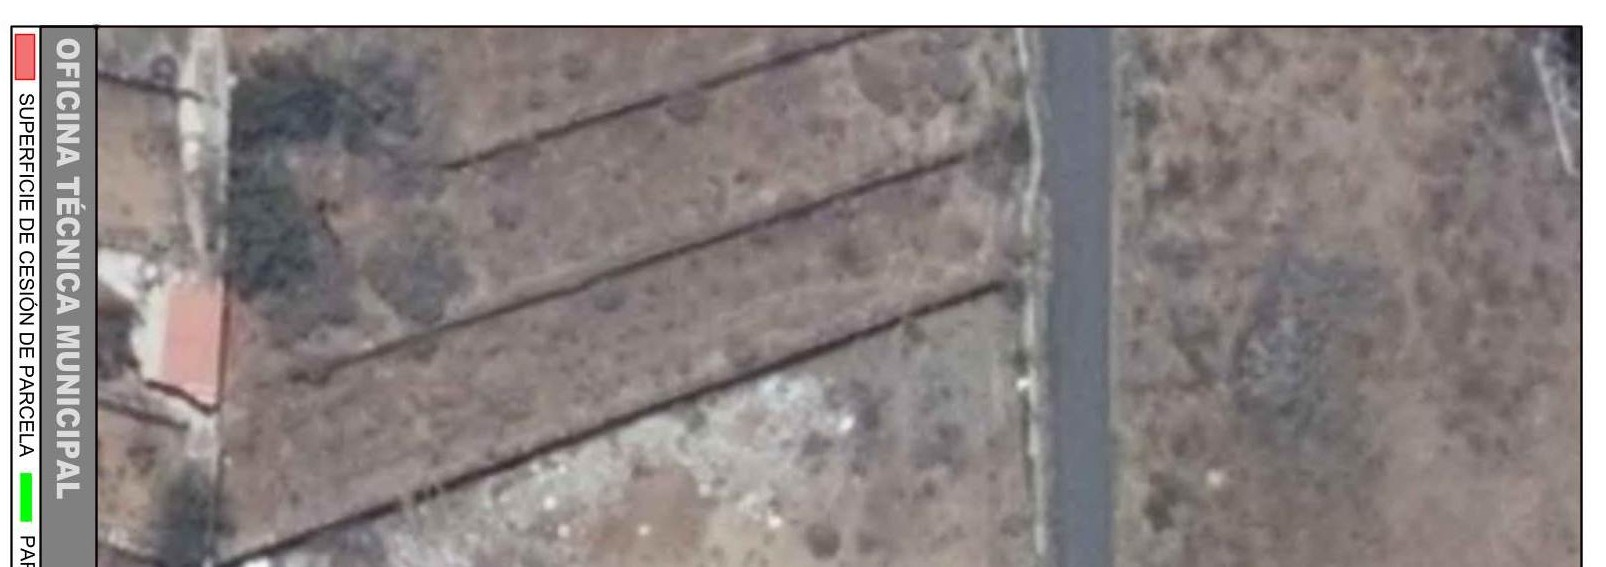 OFICINA TÉCNICA MUNICIPAL
SUPERFICIE DE CESIÓN DE PARCELA